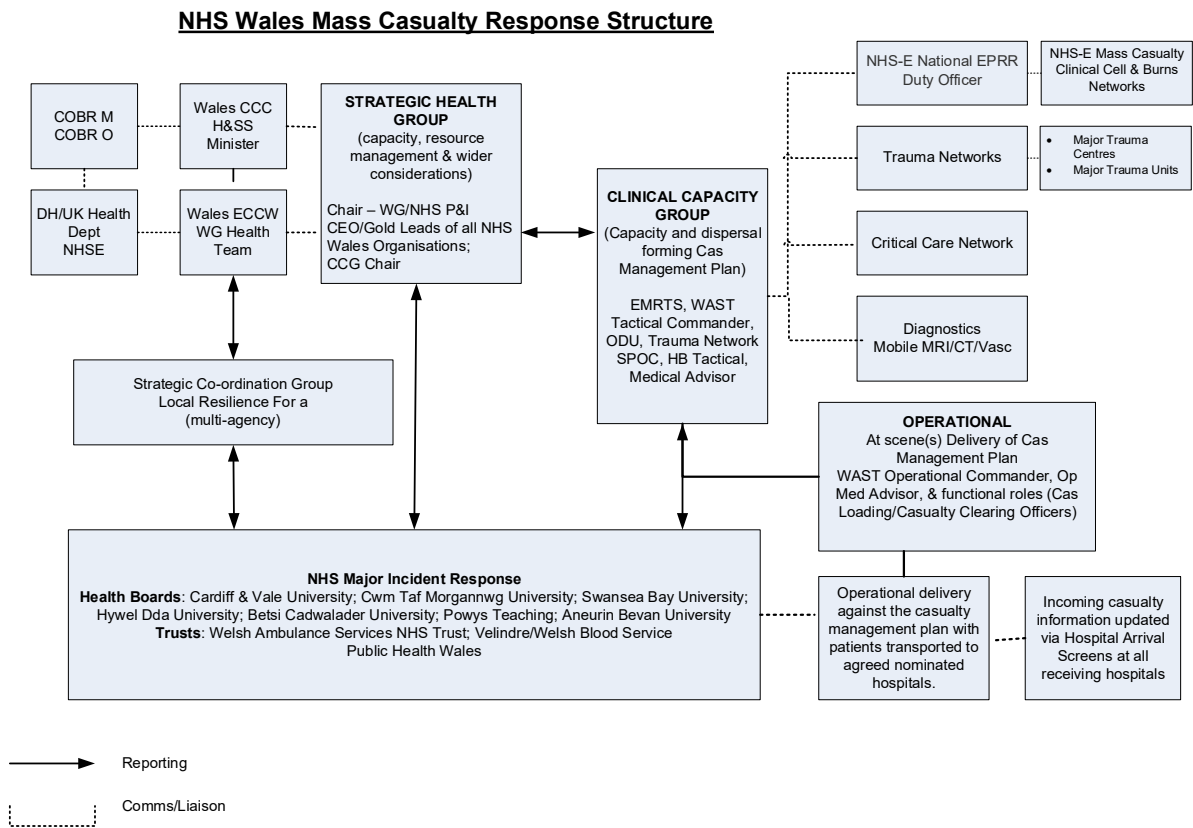 NHS Wales Mass Casualty Response Structure
COBR M
COBR O
Wales CCC
H&SS
Minister
DH/UK Health
Dept
NHSE
Wales ECCW
WG Health
Team
STRATEGIC HEALTH
GROUP
(capacity, resource
management & wider
considerations)
Chair – WG/NHS P&I
CEO/Gold Leads of all NHS
Wales Organisations;
CCG Chair
CLINICAL CAPACITY
GROUP
(Capacity and dispersal
forming Cas
Management Plan)
EMRTS, WAST
Tactical Commander,
ODU, Trauma Network
SPOC, HB Tactical,
Medical Advisor
NHS-E National EPRR
Duty Officer
NHS-E Mass Casualty
Clinical Cell & Burns
Networks
Trauma Networks
• Major Trauma
Centres
• Major Trauma Units
Critical Care Network
Diagnostics
Mobile MRI/CT/Vasc
Strategic Co-ordination Group
Local Resilience For a
(multi-agency)
OPERATIONAL
At scene(s) Delivery of Cas
Management Plan
WAST Operational Commander, Op
Med Advisor, & functional roles (Cas
Loading/Casualty Clearing Officers)
NHS Major Incident Response
Health Boards: Cardiff & Vale University; Cwm Taf Morgannwg University; Swansea Bay University;
Hywel Dda University; Betsi Cadwalader University; Powys Teaching; Aneurin Bevan University
Trusts: Welsh Ambulance Services NHS Trust; Velindre/Welsh Blood Service
Public Health Wales
Operational delivery
against the casualty
management plan with
patients transported to
agreed nominated
hospitals.
Incoming casualty
information updated
via Hospital Arrival
Screens at all
receiving hospitals
Reporting
Comms/Liaison